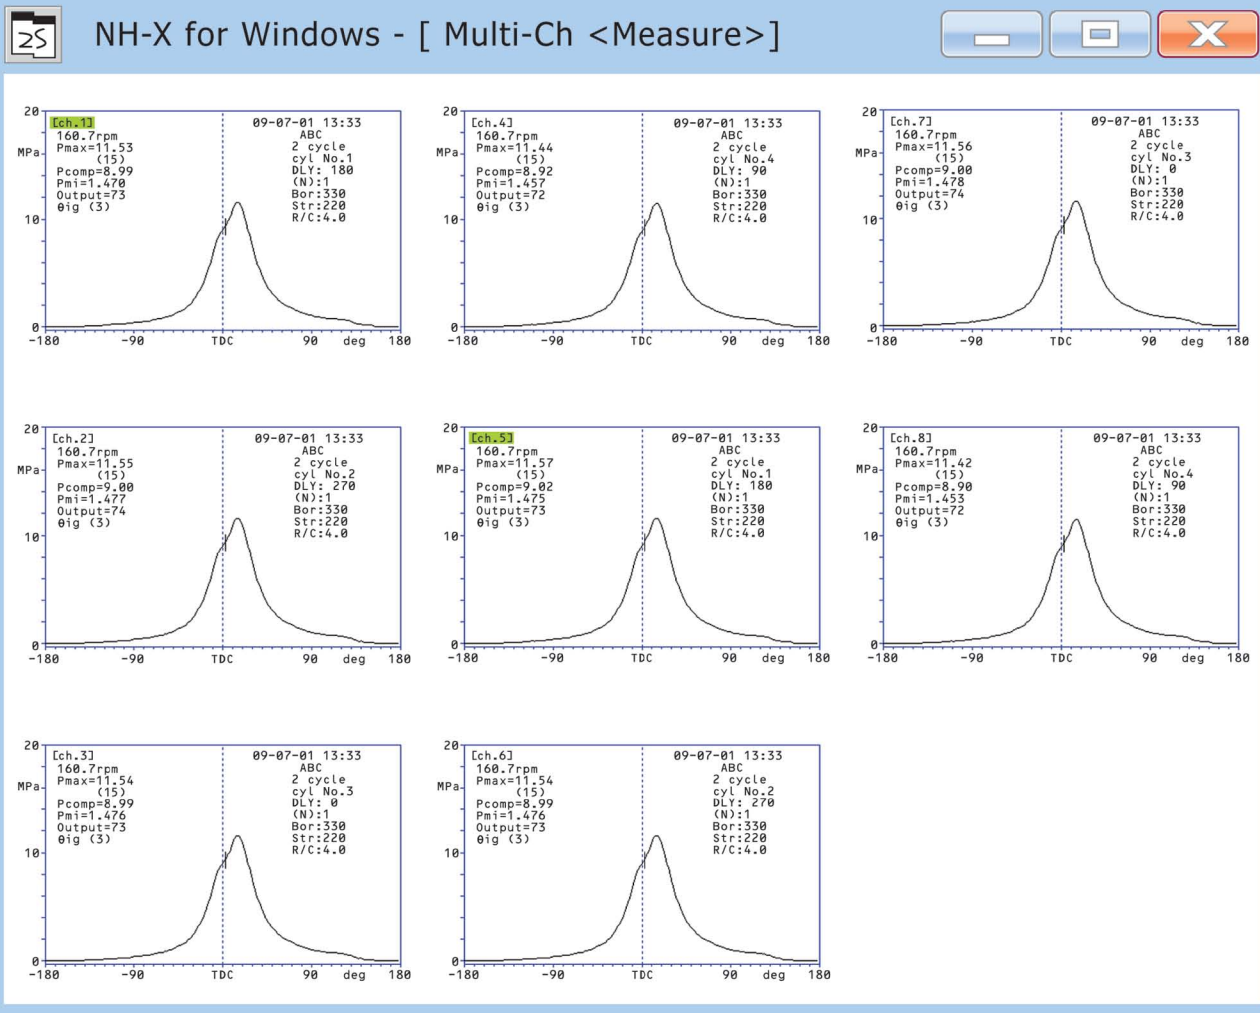 2S
NH-X for Windows - [ Multi-Ch <Measure>]
20
MPa
10
0
-180 -90 TDC 90 deg 180
[ch.1]
160.7rpm
Pmax=11.53
(15)
Pcomp=8.99
Pmi=1.470
Output=73
θig (3)
09-07-01 13:33
ABC
2 cycle
cyl No.1
DLY: 180
(N):1
Bor:330
Str:220
R/C:4.0
20
MPa
10
0
-180 -90 TDC 90 deg 180
[ch.4]
160.7rpm
Pmax=11.44
(15)
Pcomp=8.92
Pmi=1.457
Output=72
θig (3)
09-07-01 13:33
ABC
2 cycle
cyl No.4
DLY: 90
(N):1
Bor:330
Str:220
R/C:4.0
20
MPa
10
0
-180 -90 TDC 90 deg 180
[ch.7]
160.7rpm
Pmax=11.56
(15)
Pcomp=9.00
Pmi=1.478
Output=74
θig (3)
09-07-01 13:33
ABC
2 cycle
cyl No.3
DLY: 0
(N):1
Bor:330
Str:220
R/C:4.0
20
MPa
10
0
-180 -90 TDC 90 deg 180
[ch.2]
160.7rpm
Pmax=11.55
(15)
Pcomp=9.00
Pmi=1.477
Output=74
θig (3)
09-07-01 13:33
ABC
2 cycle
cyl No.2
DLY: 270
(N):1
Bor:330
Str:220
R/C:4.0
20
MPa
10
0
-180 -90 TDC 90 deg 180
[ch.5]
160.7rpm
Pmax=11.57
(15)
Pcomp=9.02
Pmi=1.475
Output=73
θig (3)
09-07-01 13:33
ABC
2 cycle
cyl No.1
DLY: 180
(N):1
Bor:330
Str:220
R/C:4.0
20
MPa
10
0
-180 -90 TDC 90 deg 180
[ch.8]
160.7rpm
Pmax=11.42
(15)
Pcomp=8.90
Pmi=1.453
Output=72
θig (3)
09-07-01 13:33
ABC
2 cycle
cyl No.4
DLY: 90
(N):1
Bor:330
Str:220
R/C:4.0
20
MPa
10
0
-180 -90 TDC 90 deg 180
[ch.3]
160.7rpm
Pmax=11.54
(15)
Pcomp=8.99
Pmi=1.476
Output=73
θig (3)
09-07-01 13:33
ABC
2 cycle
cyl No.3
DLY: 0
(N):1
Bor:330
Str:220
R/C:4.0
20
MPa
10
0
-180 -90 TDC 90 deg 180
[ch.6]
160.7rpm
Pmax=11.54
(15)
Pcomp=8.99
Pmi=1.476
Output=73
θig (3)
09-07-01 13:33
ABC
2 cycle
cyl No.2
DLY: 270
(N):1
Bor:330
Str:220
R/C:4.0